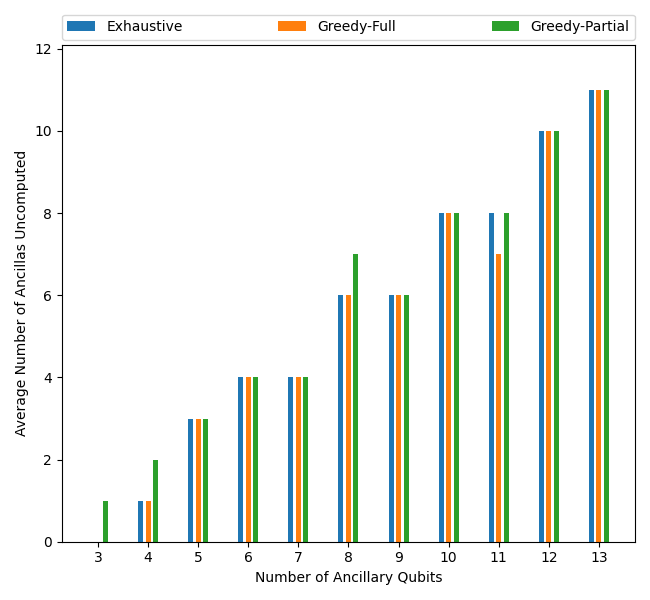 Exhaustive Greedy-Full Greedy-Partial
Average Number of Ancillas Uncomputed
12
10
8
6
4
2
0
3 4 5 6 7 8 9 10 11 12 13
Number of Ancillary Qubits